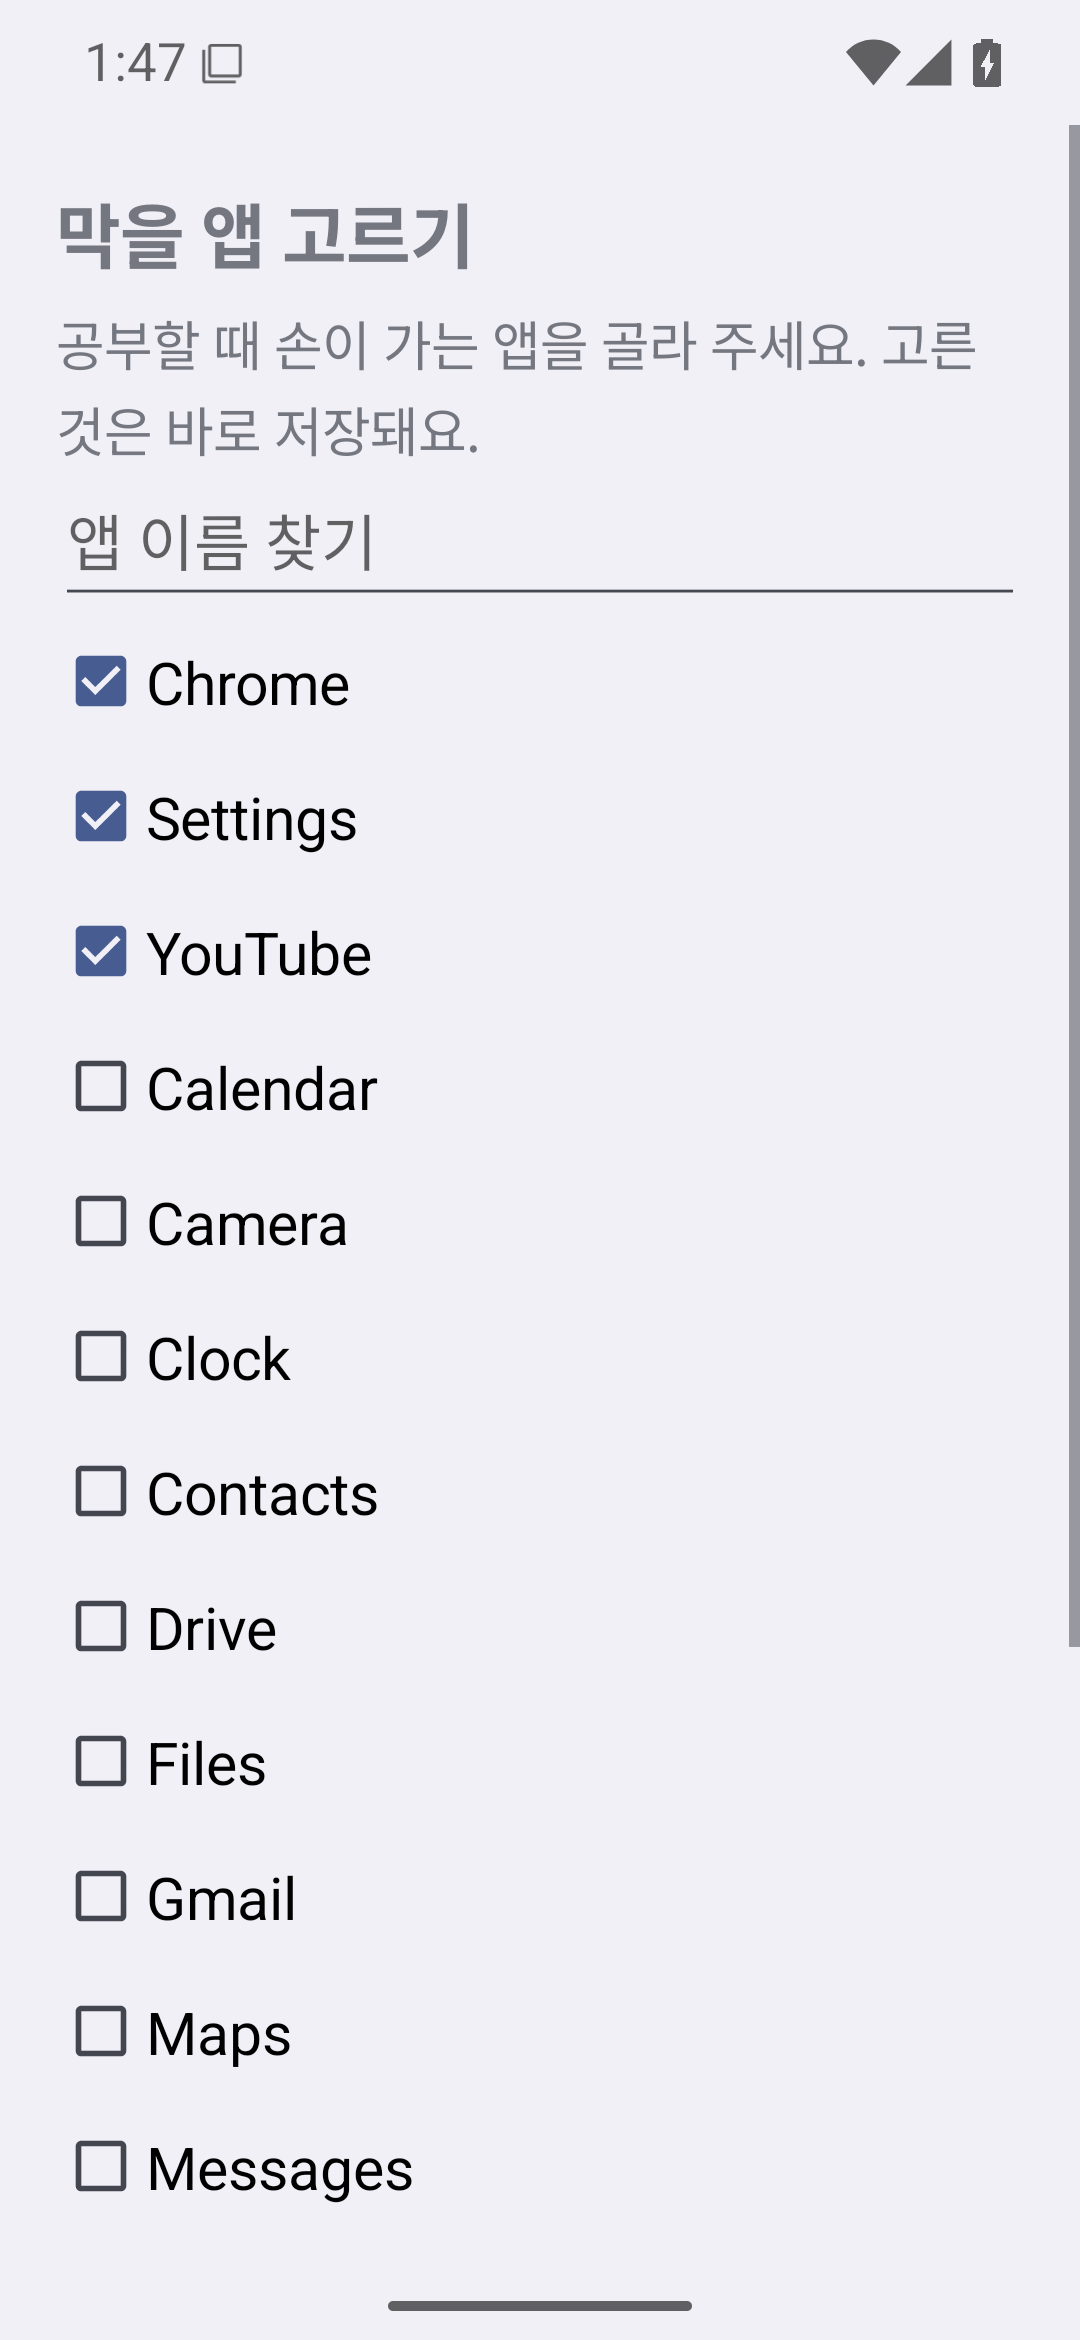 1:47
막을 앱 고르기
공부할 때 손이 가는 앱을 골라 주세요. 고른
것은 바로 저장돼요.
앱 이름 찾기
Chrome
Settings
YouTube
Calendar
Camera
Clock
Contacts
Drive
Files
Gmail
Maps
Messages